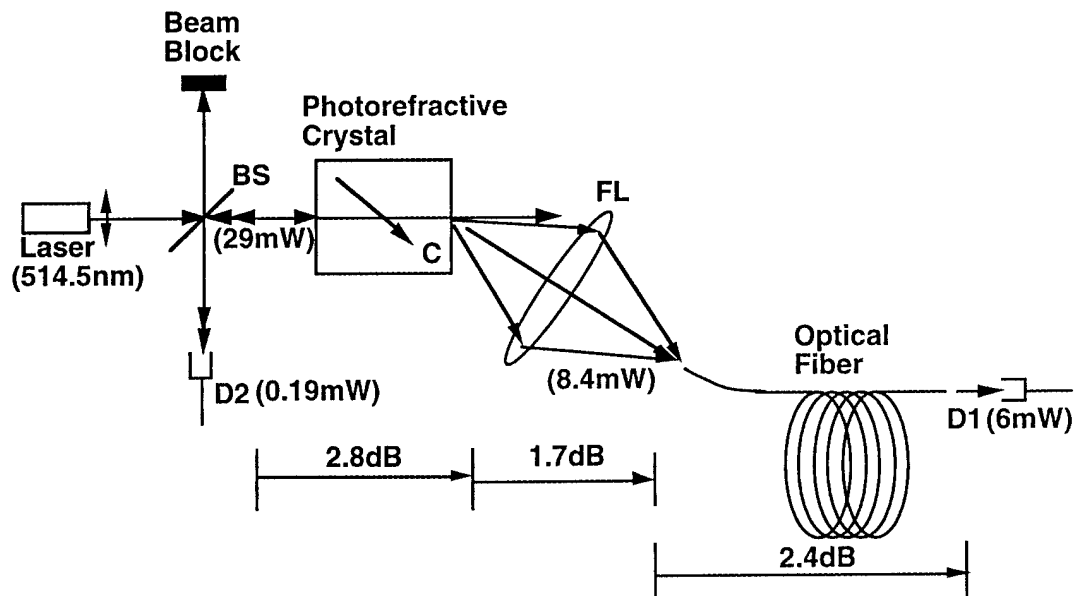 Beam
Block
Photorefractive
Crystal
BS
FL
(29mW)
C
Laser
(514.5nm)
Optical
Fiber
(8.4mW)
D2 (0.19mW)
D1 (6mW)
2.8dB
1.7dB
2.4dB